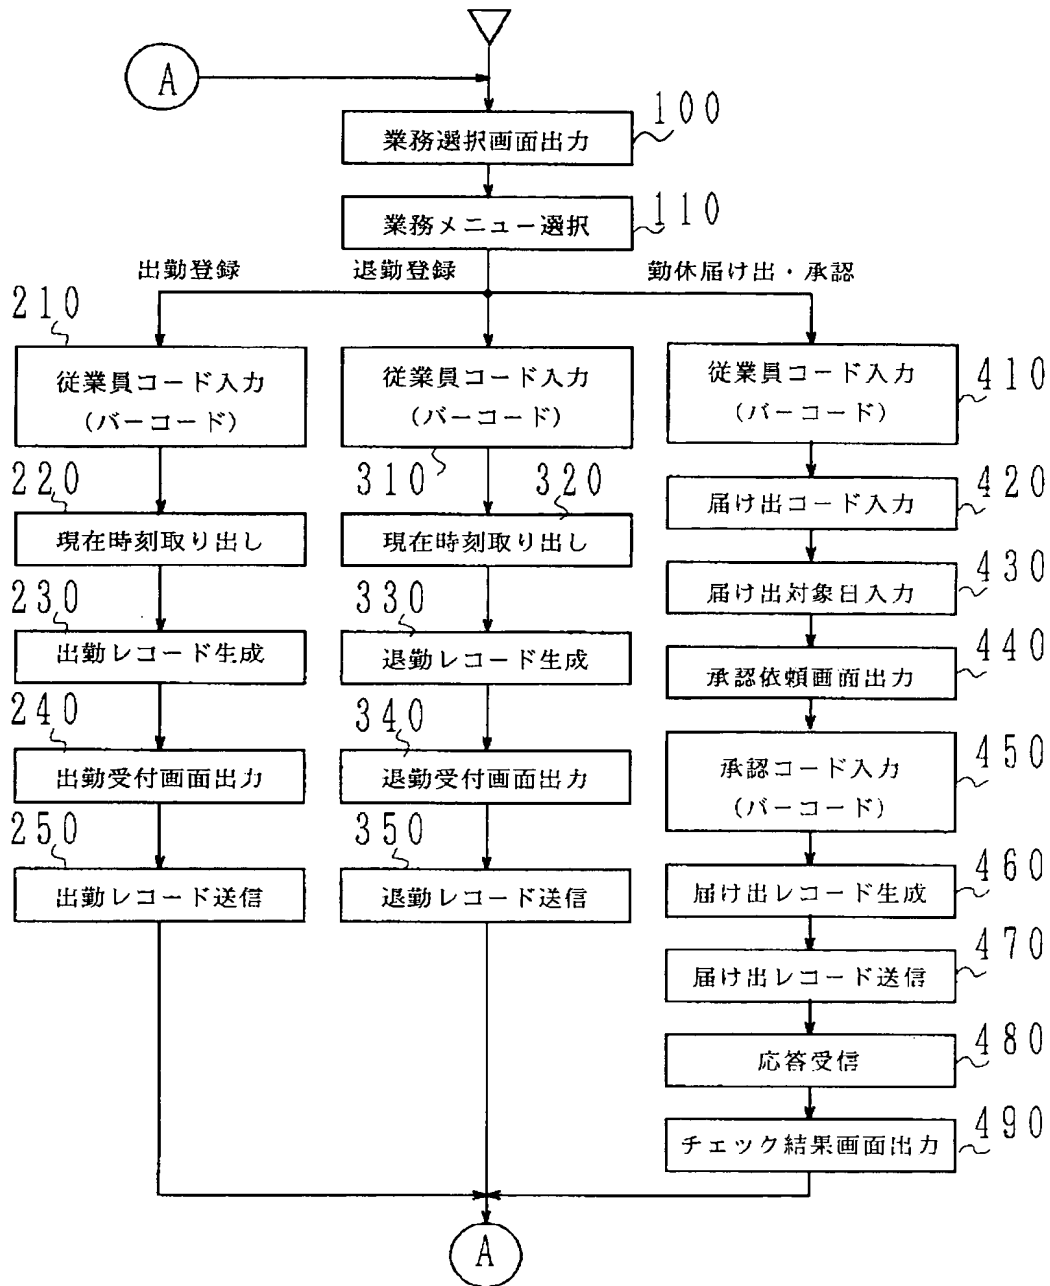 A
100
業務選択画面出力
110
業務メニュー選択
出勤登録
退勤登録
勤休届け出・承認
210
従業員コード入力
(バーコード)
220
現在時刻取り出し
230
出勤レコード生成
240
出勤受付画面出力
250
出勤レコード送信
従業員コード入力
(バーコード)
310
320
現在時刻取り出し
330
退勤レコード生成
340
退勤受付画面出力
350
退勤レコード送信
従業員コード入力
(バーコード)
410
届け出コード入力
420
届け出対象日入力
430
承認依頼画面出力
440
承認コード入力
(バーコード)
450
届け出レコード生成
460
届け出レコード送信
470
応答受信
480
チェック結果画面出力
490
A